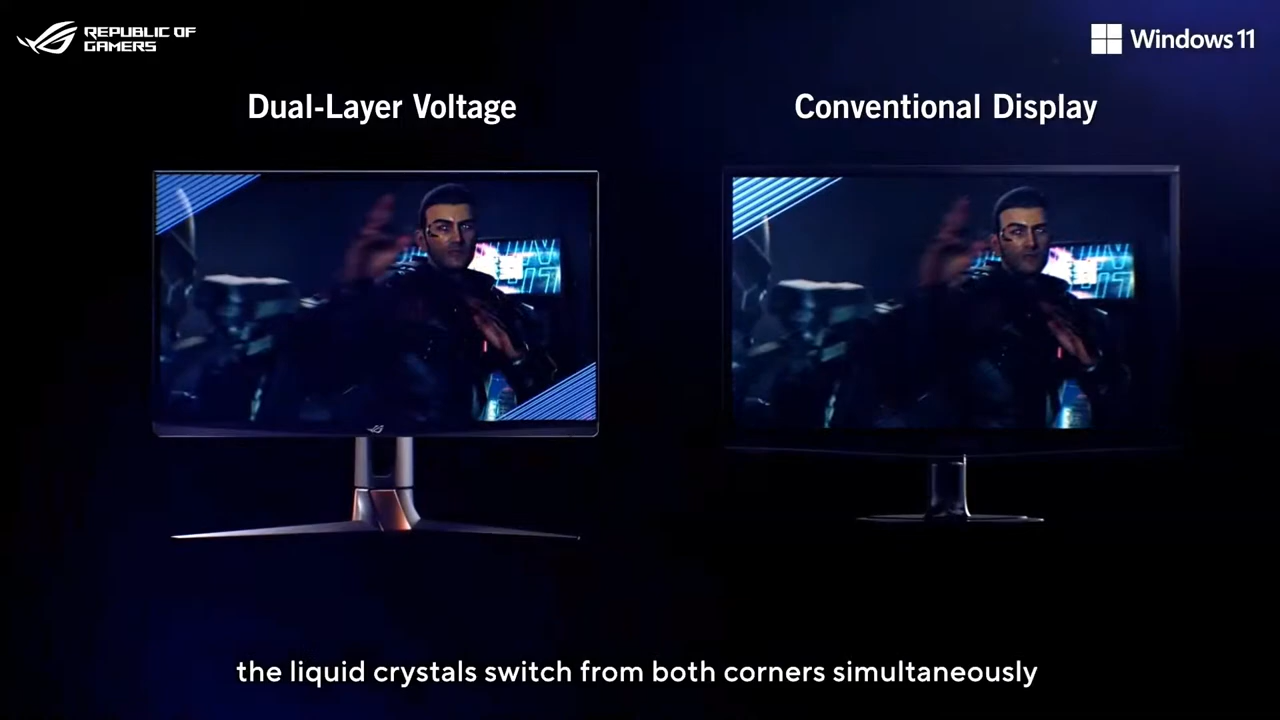 REPUBLIC OF
GAMERS
Windows 11
Dual-Layer Voltage
Conventional Display
the liquid crystals switch from both corners simultaneously